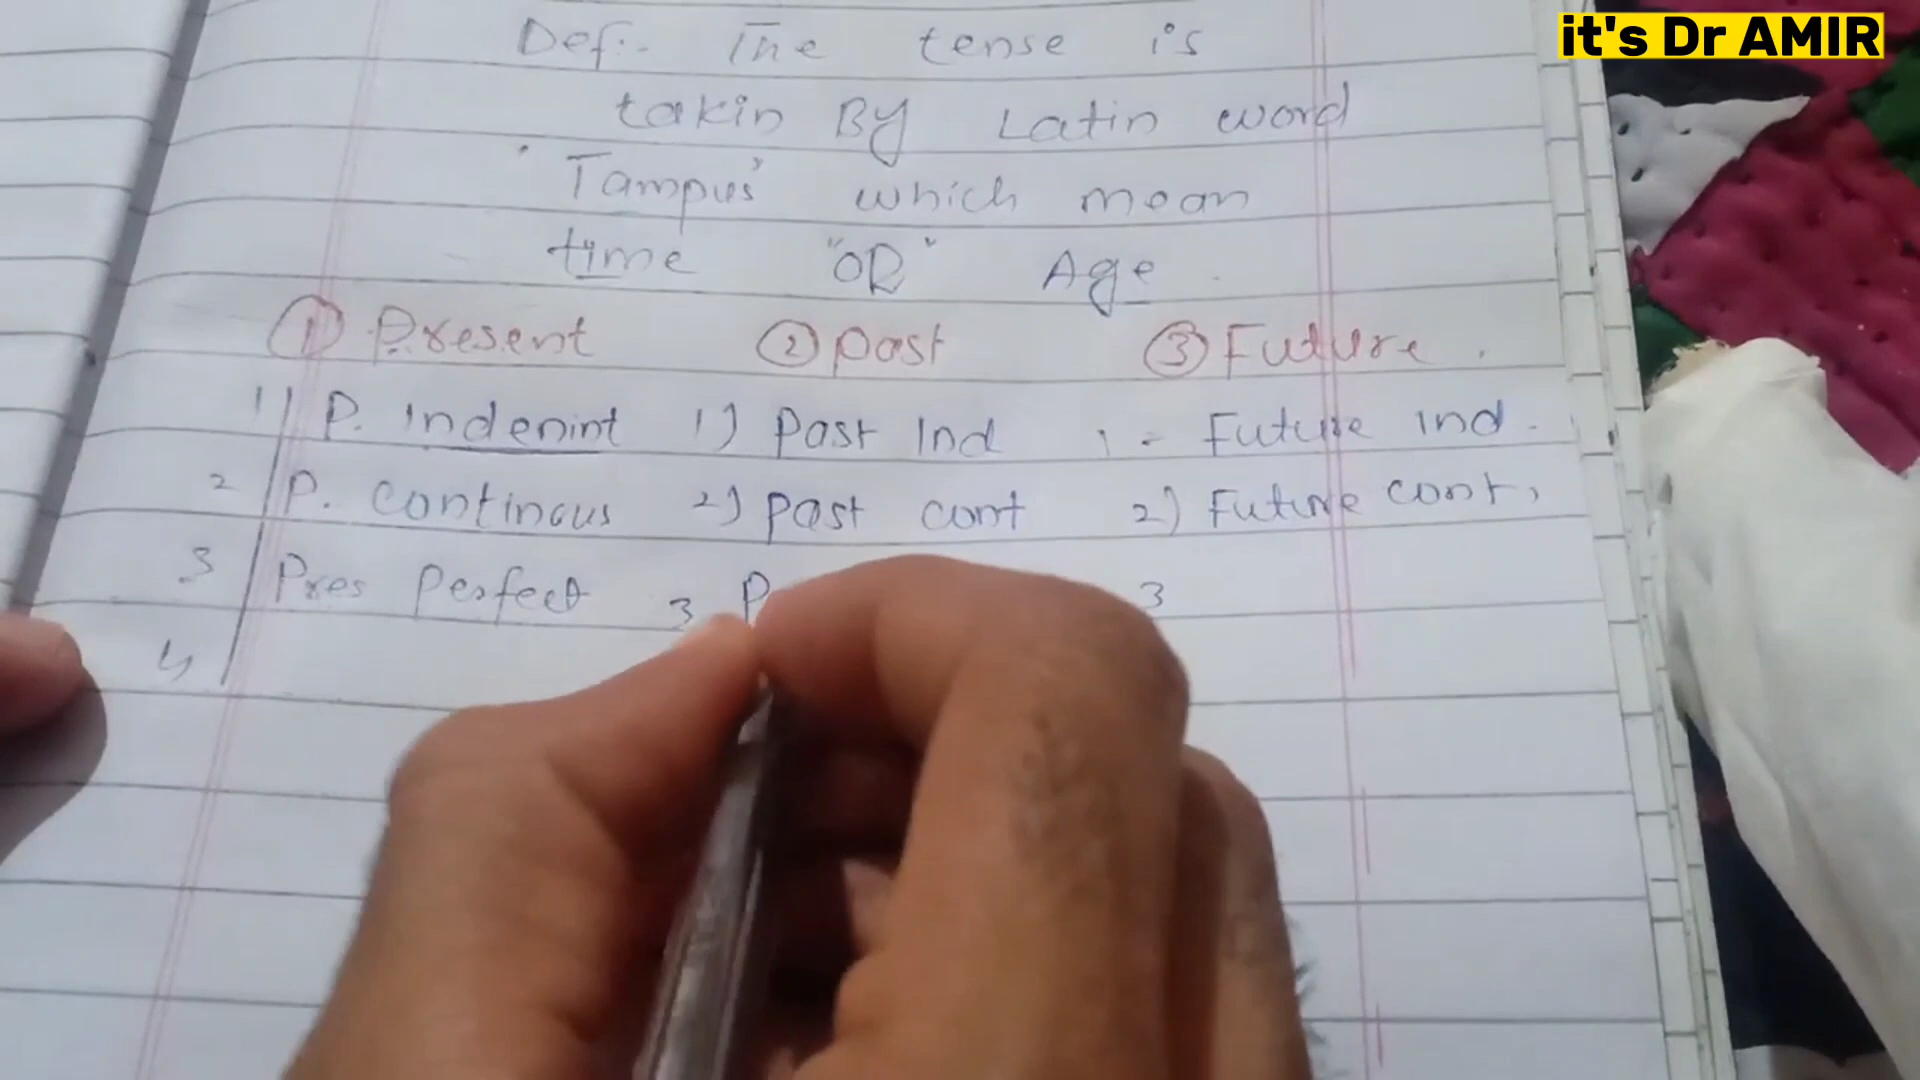 it's Dr AMIR
Def:- The tense is
takin By Latin word
'Tampus' which mean
time "OR" Age.
① Present ② past ③ Future.
1) P. Indenint 1) past Ind 1 - Future ind.
2 P. continous 2) past cont 2) Future cont,
3 Pres Perfect 3 P 3
4